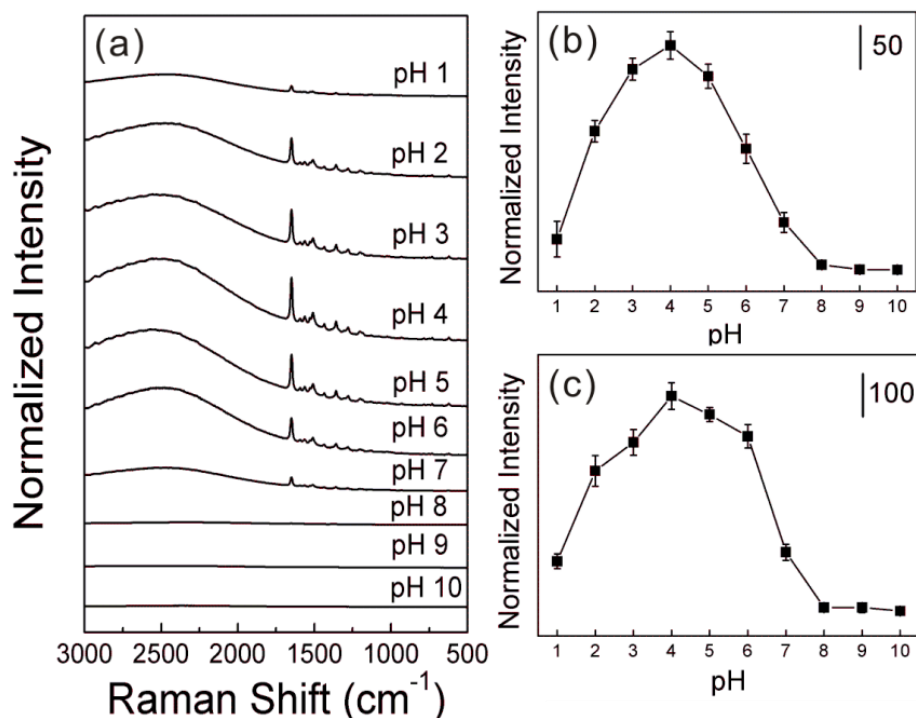 (a)
pH 1
pH 2
pH 3
pH 4
pH 5
pH 6
pH 7
pH 8
pH 9
pH 10
Normalized Intensity
3000 2500 2000 1500 1000 500
Raman Shift (cm⁻¹)
(b)
50
Normalized Intensity
1 2 3 4 5 6 7 8 9 10
pH
(c)
100
Normalized Intensity
1 2 3 4 5 6 7 8 9 10
pH